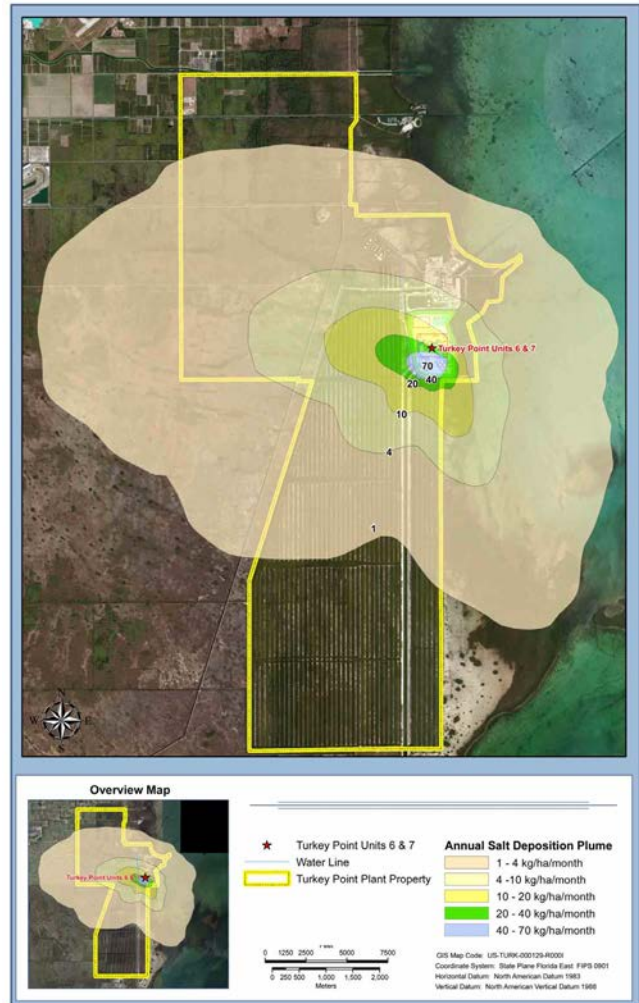 Turkey Point Units 6 & 7
70
20
40
10
4
1
N
W
E
S
Overview Map
Turkey Point Units 6
Turkey Point Units 6 & 7
Water Line
Turkey Point Plant Property
Annual Salt Deposition Plume
1 - 4 kg/ha/month
4 -10 kg/ha/month
10 - 20 kg/ha/month
20 - 40 kg/ha/month
40 - 70 kg/ha/month
0 1250 2500 5000 7500
0 250 500 1,000 1,500 2,000
Meters
GIS Map Code: US-TURK-000129-R000I
Coordinate System: State Plane Florida East FIPS 0901
Horizontal Datum: North American Datum 1983
Vertical Datum: North American Vertical Datum 1988